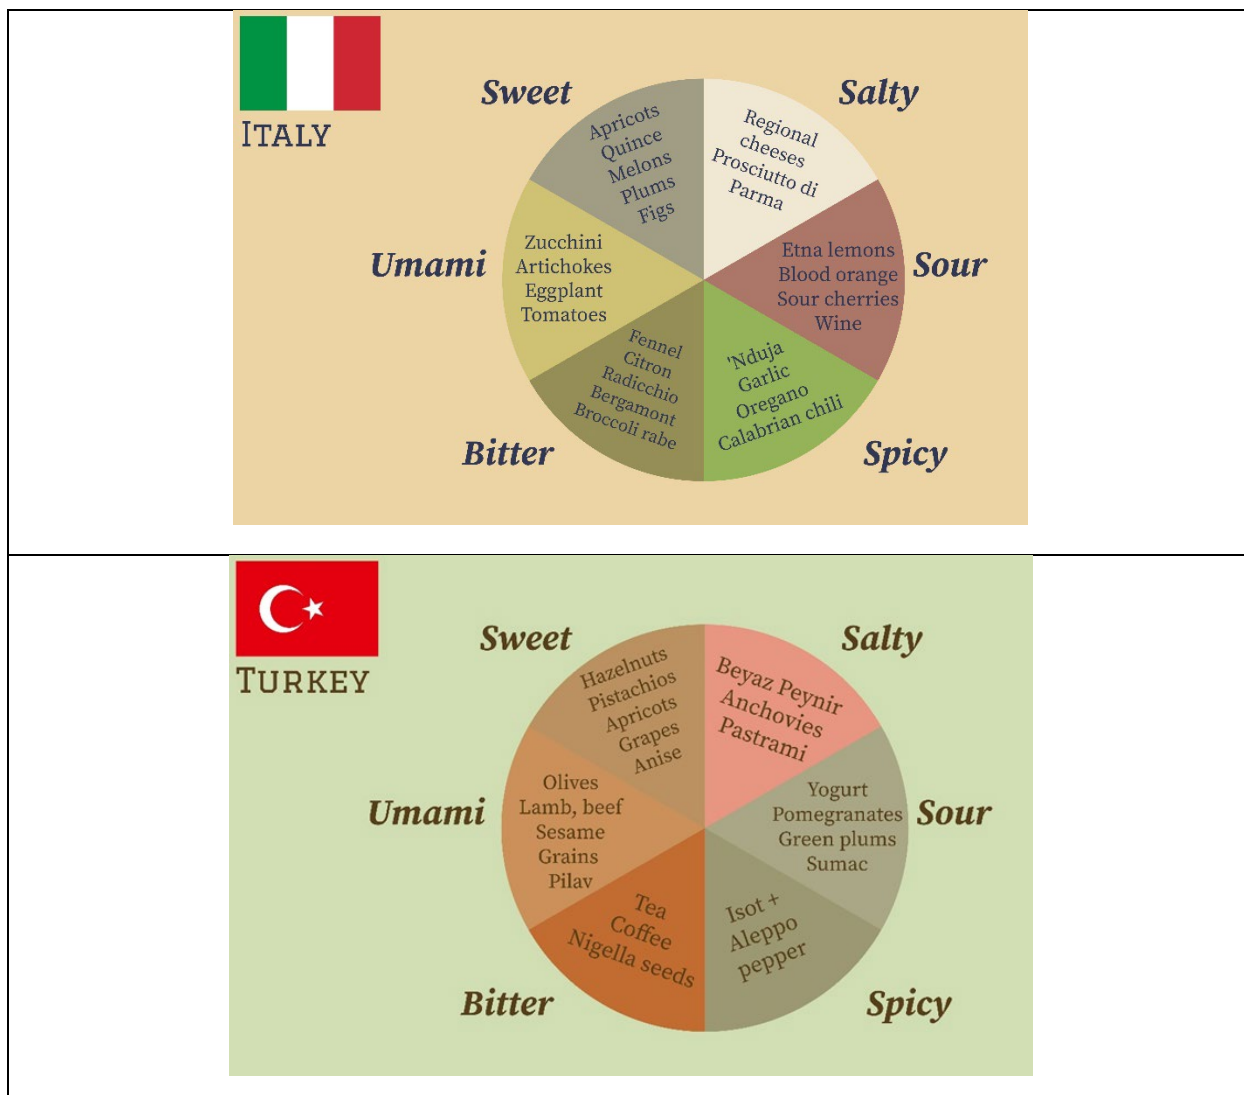 ITALY
Sweet
Apricots
Quince
Melons
Plums
Figs
Salty
Regional
cheeses
Prosciutto di
Parma
Umami
Zucchini
Artichokes
Eggplant
Tomatoes
Sour
Etna lemons
Blood orange
Sour cherries
Wine
Bitter
Fennel
Citron
Radicchio
Bergamont
Broccoli rabe
Spicy
'Nduja
Garlic
Oregano
Calabrian chili
TURKEY
Sweet
Hazelnuts
Pistachios
Apricots
Grapes
Anise
Salty
Beyaz Peynir
Anchovies
Pastrami
Umami
Olives
Lamb, beef
Sesame
Grains
Pilav
Sour
Yogurt
Pomegranates
Green plums
Sumac
Bitter
Tea
Coffee
Nigella seeds
Spicy
Isot +
Aleppo
pepper